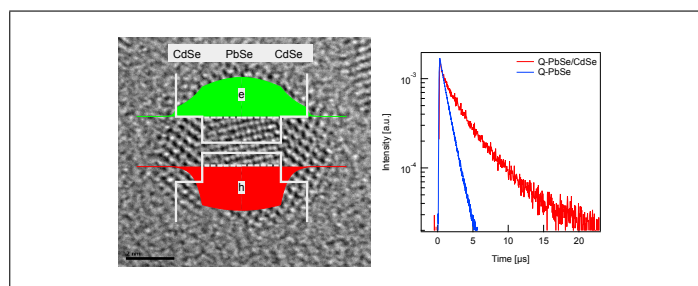 CdSe PbSe CdSe
e
h
Q-PbSe/CdSe
Q-PbSe
10⁻³
10⁻⁴
Intensity [a.u.]
0 5 10 15 20
Time [µs]